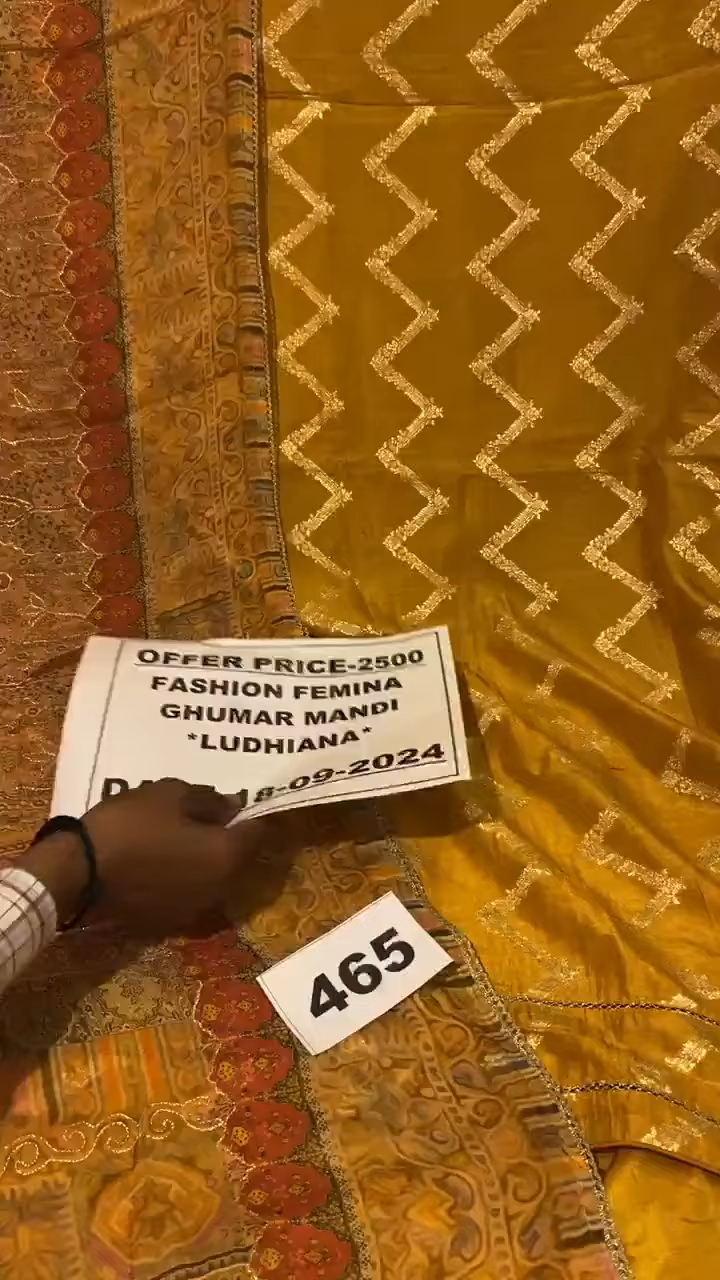 OFFER PRICE-2500
FASHION FEMINA
GHUMAR MANDI
*LUDHIANA*
18-09-2024
465